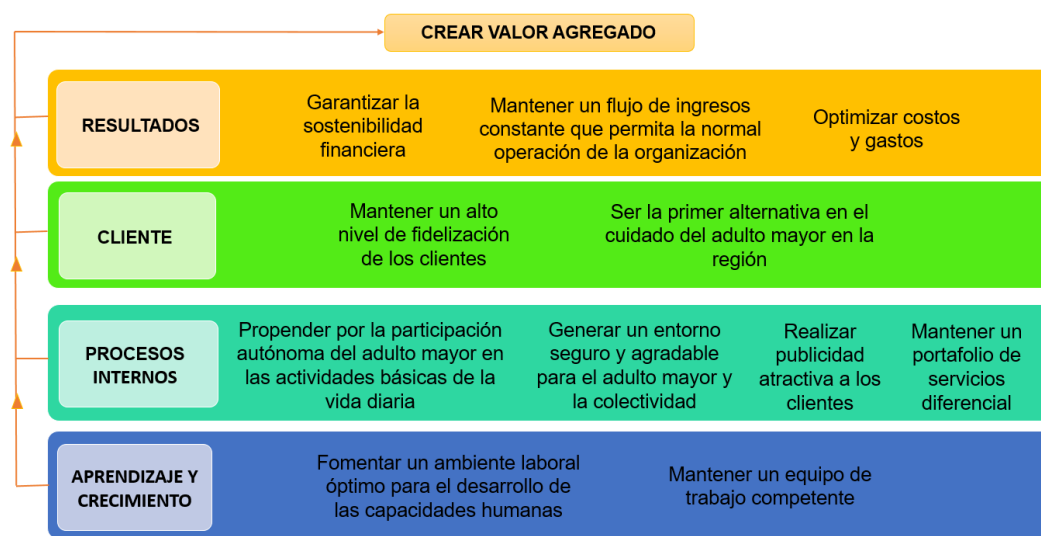 CREAR VALOR AGREGADO
RESULTADOS
Garantizar la
sostenibilidad
financiera
Mantener un flujo de ingresos
constante que permita la normal
operación de la organización
Optimizar costos
y gastos
CLIENTE
Mantener un alto
nivel de fidelización
de los clientes
Ser la primer alternativa en el
cuidado del adulto mayor en la
región
PROCESOS
INTERNOS
Propender por la participación
autónoma del adulto mayor en
las actividades básicas de la
vida diaria
Generar un entorno
seguro y agradable
para el adulto mayor y
la colectividad
Realizar
publicidad
atractiva a los
clientes
Mantener un
portafolio de
servicios
diferencial
APRENDIZAJE Y
CRECIMIENTO
Fomentar un ambiente laboral
óptimo para el desarrollo de
las capacidades humanas
Mantener un equipo de
trabajo competente